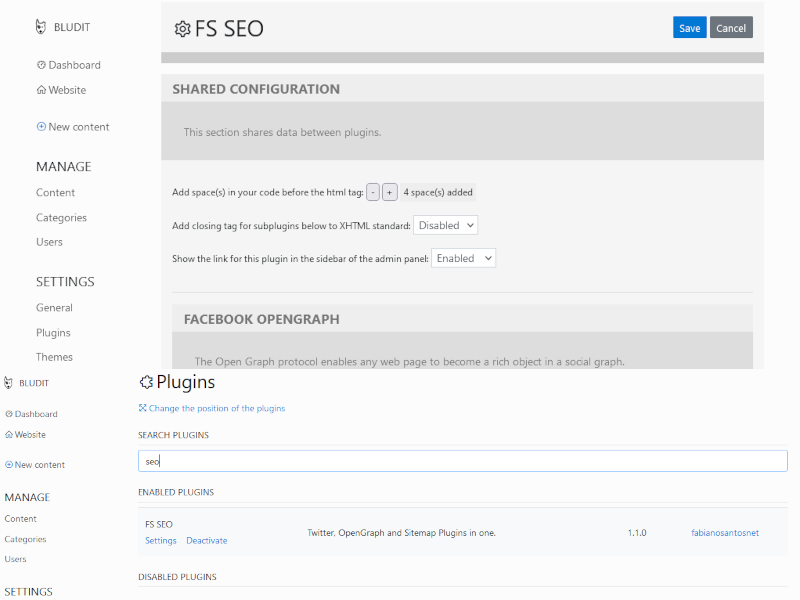 BLUDIT
Dashboard
Website
New content
MANAGE
Content
Categories
Users
SETTINGS
General
Plugins
Themes
FS SEO
Save Cancel
SHARED CONFIGURATION
This section shares data between plugins.
Add space(s) in your code before the html tag: - + 4 space(s) added
Add closing tag for subplugins below to XHTML standard: Disabled
Show the link for this plugin in the sidebar of the admin panel: Enabled
FACEBOOK OPENGRAPH
The Open Graph protocol enables any web page to become a rich object in a social graph.
BLUDIT
Dashboard
Website
New content
MANAGE
Content
Categories
Users
SETTINGS
Plugins
Change the position of the plugins
SEARCH PLUGINS
seo
ENABLED PLUGINS
FS SEO
Settings Deactivate
Twitter, OpenGraph and Sitemap Plugins in one.
1.1.0
fabianosantosnet
DISABLED PLUGINS